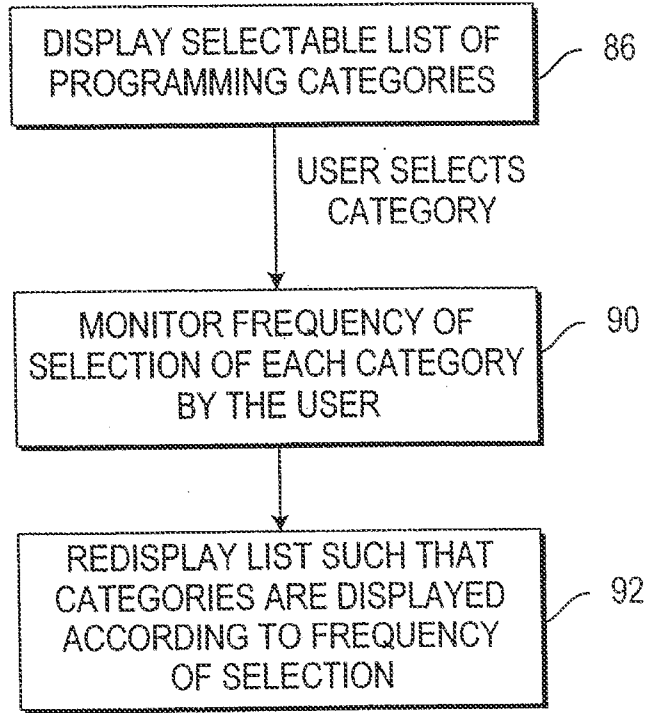 DISPLAY SELECTABLE LIST OF
PROGRAMMING CATEGORIES
86
USER SELECTS
CATEGORY
MONITOR FREQUENCY OF
SELECTION OF EACH CATEGORY
BY THE USER
90
REDISPLAY LIST SUCH THAT
CATEGORIES ARE DISPLAYED
ACCORDING TO FREQUENCY
OF SELECTION
92